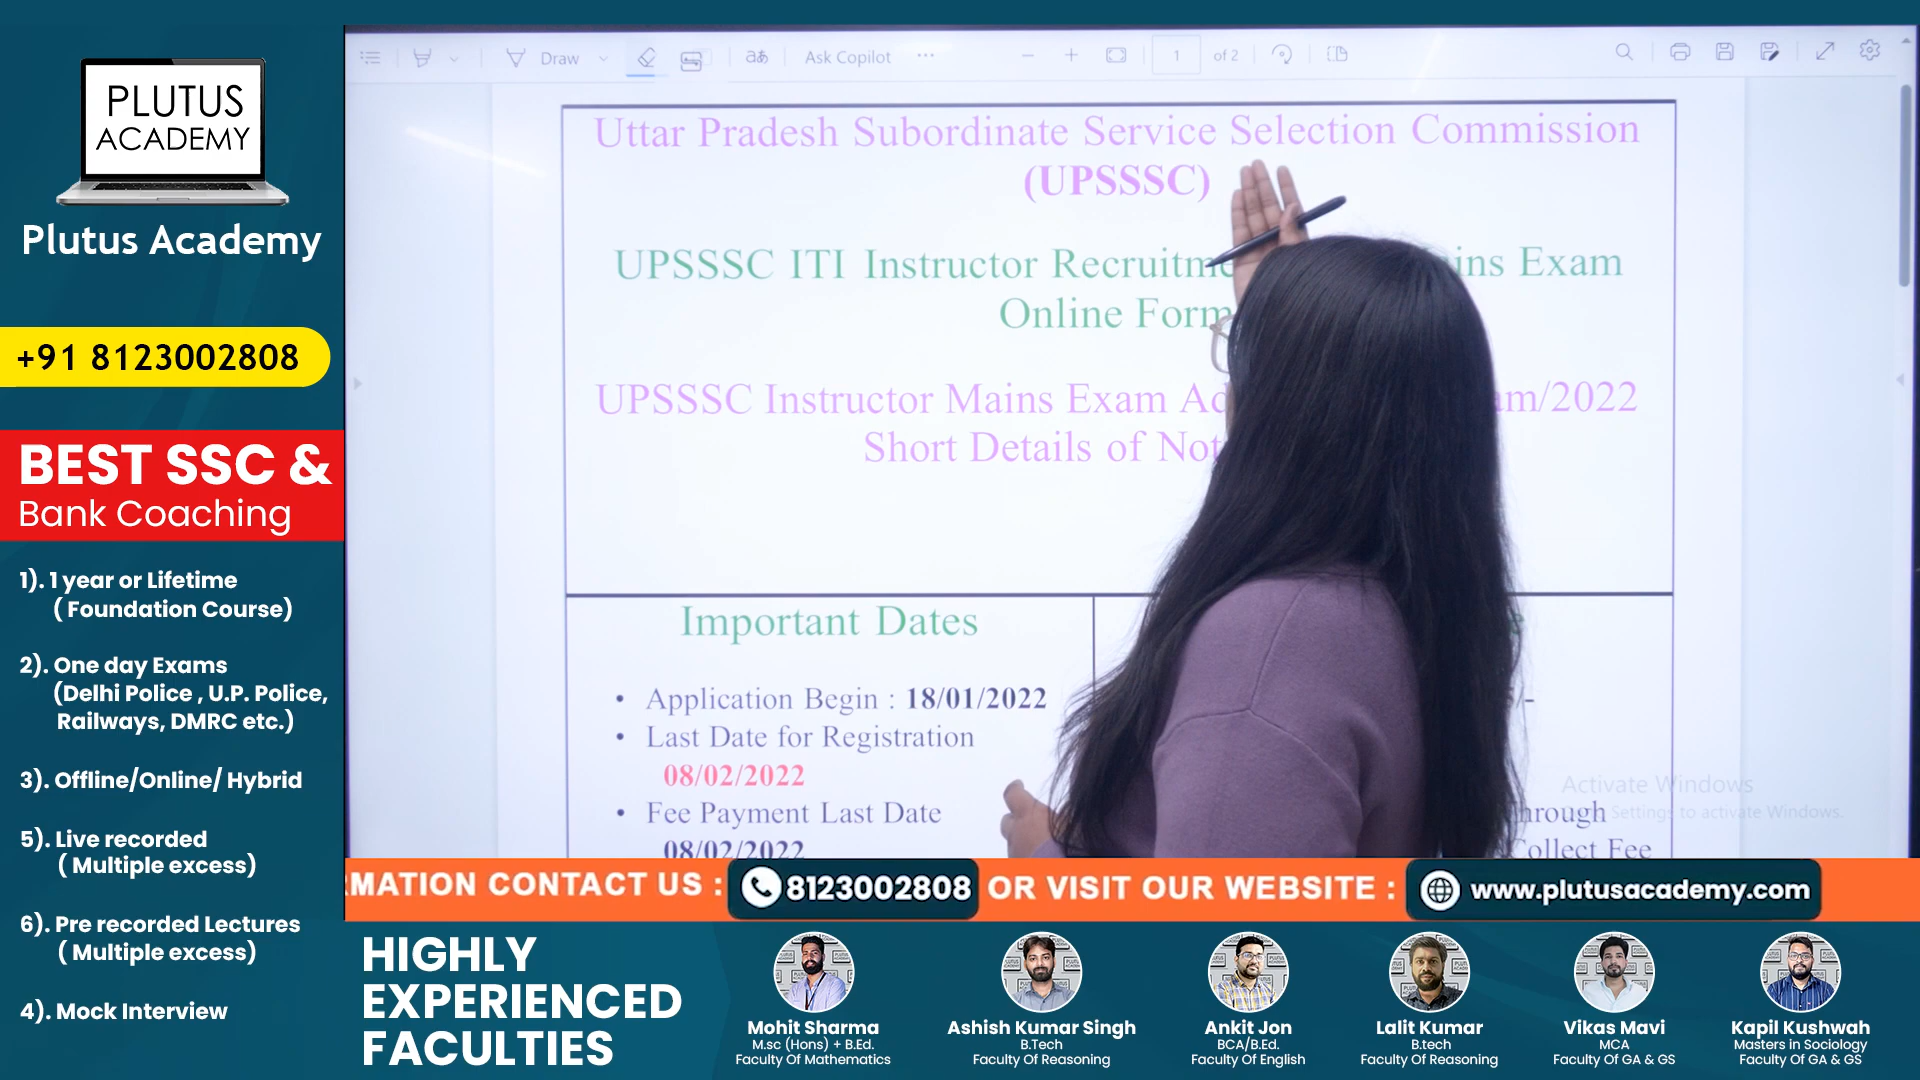 PLUTUS
ACADEMY
Plutus Academy
+91 8123002808
BEST SSC &
Bank Coaching
1). 1 year or Lifetime
( Foundation Course)
2). One day Exams
(Delhi Police , U.P. Police,
Railways, DMRC etc.)
3). Offline/Online/ Hybrid
5). Live recorded
( Multiple excess)
6). Pre recorded Lectures
( Multiple excess)
4). Mock Interview
Draw
aあ
Ask Copilot
1
of 2
Uttar Pradesh Subordinate Service Selection Commission
(UPSSSC)
UPSSSC ITI Instructor Exam
Online Form
UPSSSC Instructor Mains Exam /2022
Short Details of
Important Dates
• Application Begin : 18/01/2022
• Last Date for Registration
08/02/2022
• Fee Payment Last Date
08/02/2022
/-
Activate Windows
Settings to activate Windows.
Collect Fee
CONTACT US : 8123002808 OR VISIT OUR WEBSITE : www.plutusacademy.com
HIGHLY
EXPERIENCED
FACULTIES
Mohit Sharma
M.sc (Hons) + B.Ed.
Faculty Of Mathematics
Ashish Kumar Singh
B.Tech
Faculty Of Reasoning
Ankit Jon
BCA/B.Ed.
Faculty Of English
Lalit Kumar
B.tech
Faculty Of Reasoning
Vikas Mavi
MCA
Faculty Of GA & GS
Kapil Kushwah
Masters in Sociology
Faculty Of GA & GS